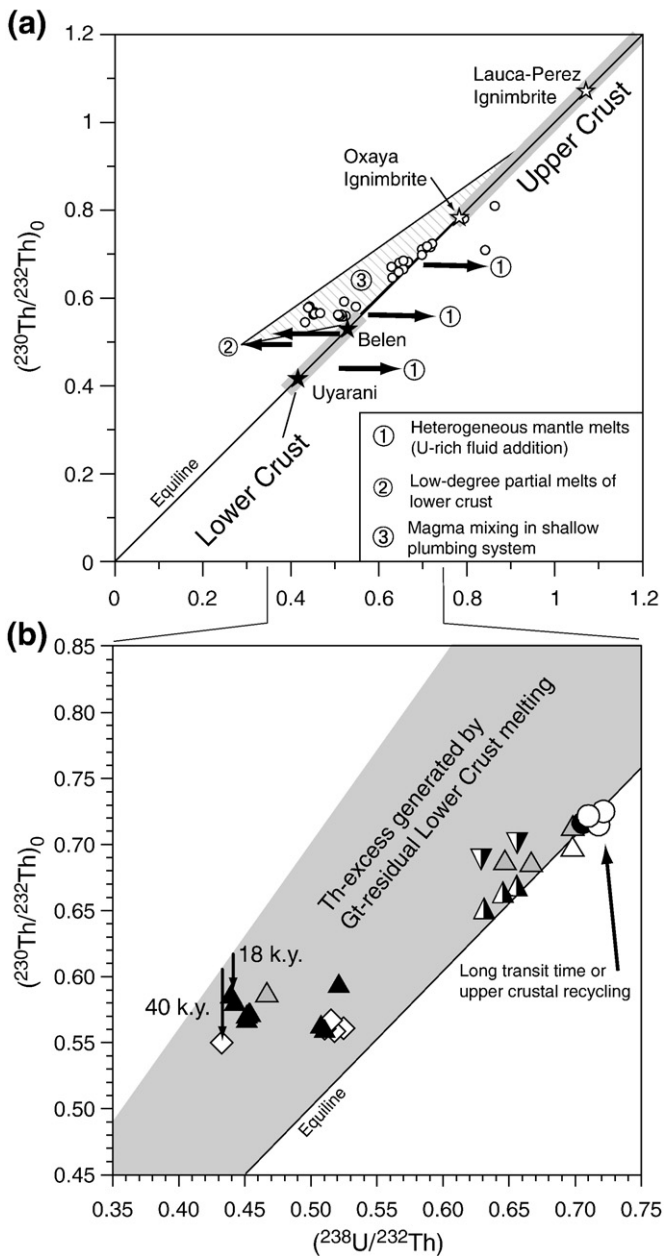 (a)
1.2
1
0.8
0.6
0.4
0.2
0
(²³⁰Th/²³²Th)₀
Lauca-Perez
Ignimbrite
Upper Crust
Oxaya
Ignimbrite
3
1
1
1
2
Belen
Uyarani
Equiline
Lower Crust
1 Heterogeneous mantle melts
(U-rich fluid addition)
2 Low-degree partial melts of
lower crust
3 Magma mixing in shallow
plumbing system
0 0.2 0.4 0.6 0.8 1 1.2
(b)
0.85
0.80
0.75
0.70
0.65
0.60
0.55
0.50
0.45
(²³⁰Th/²³²Th)₀
Th-excess generated by
Gt-residual Lower Crust melting
18 k.y.
40 k.y.
Long transit time or
upper crustal recycling
Equiline
0.35 0.40 0.45 0.50 0.55 0.60 0.65 0.70 0.75
(²³⁸U/²³²Th)